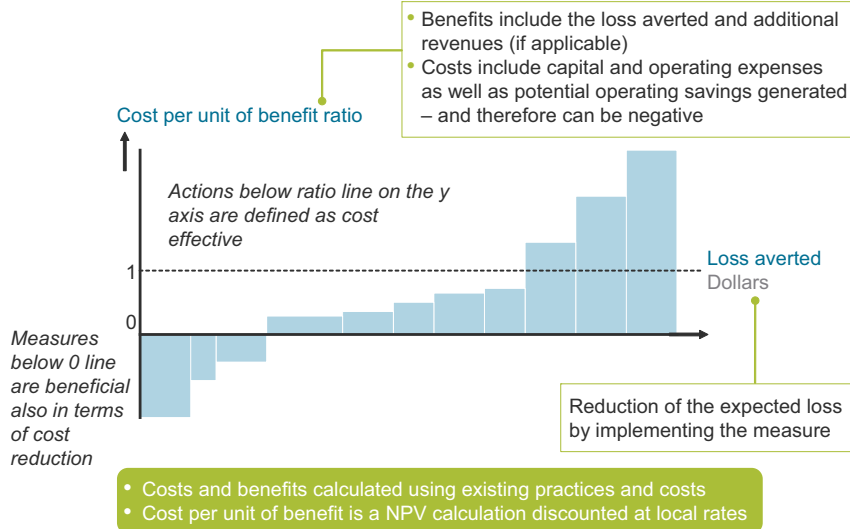 • Benefits include the loss averted and additional
revenues (if applicable)
• Costs include capital and operating expenses
as well as potential operating savings generated
– and therefore can be negative
Cost per unit of benefit ratio
Actions below ratio line on the y
axis are defined as cost
effective
1
Loss averted
Dollars
0
Measures
below 0 line
are beneficial
also in terms
of cost
reduction
Reduction of the expected loss
by implementing the measure
• Costs and benefits calculated using existing practices and costs
• Cost per unit of benefit is a NPV calculation discounted at local rates